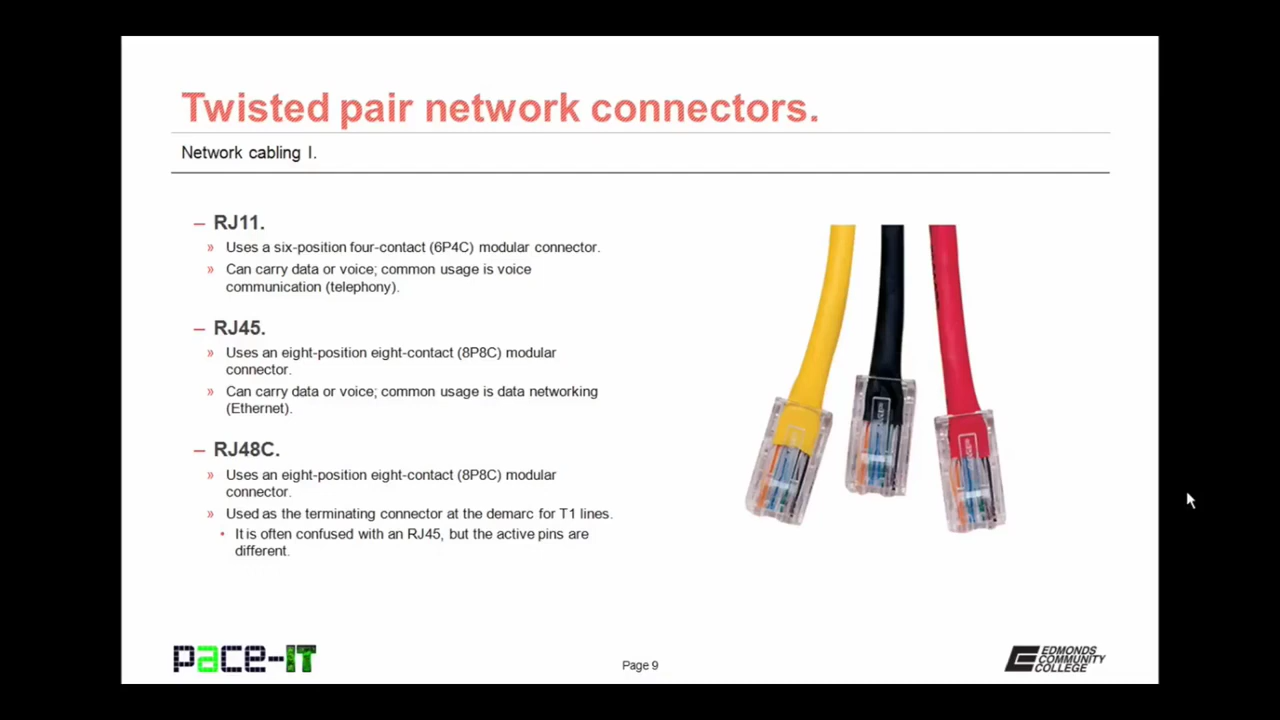 Twisted pair network connectors.
Network cabling I.
– RJ11.
» Uses a six-position four-contact (6P4C) modular connector.
» Can carry data or voice; common usage is voice
communication (telephony).
– RJ45.
» Uses an eight-position eight-contact (8P8C) modular
connector.
» Can carry data or voice; common usage is data networking
(Ethernet).
– RJ48C.
» Uses an eight-position eight-contact (8P8C) modular
connector.
» Used as the terminating connector at the demarc for T1 lines.
• It is often confused with an RJ45, but the active pins are
different.
pace-IT
Page 9
EDMONDS
COMMUNITY
COLLEGE